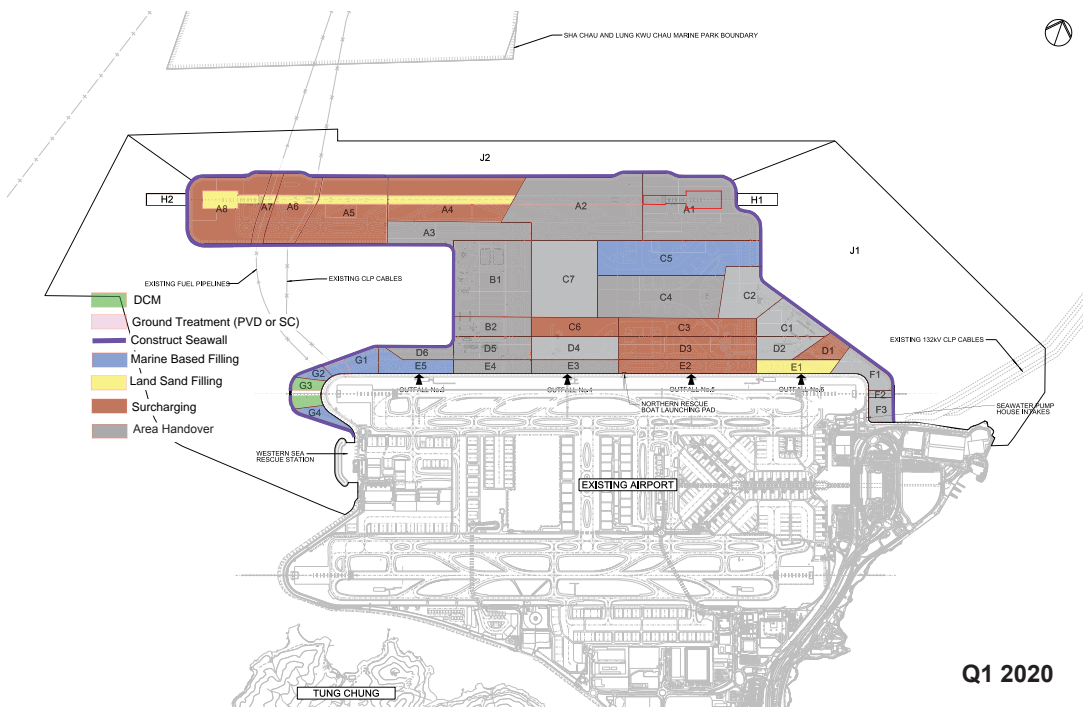 SHA CHAU AND LUNG KWU CHAU MARINE PARK BOUNDARY
J2
H2
A8
A7
A6
A5
A4
A3
A2
A1
H1
J1
C5
B1
C7
C4
C2
EXISTING FUEL PIPELINES
EXISTING CLP CABLES
DCM
Ground Treatment (PVD or SC)
Construct Seawall
Marine Based Filling
Land Sand Filling
Surcharging
Area Handover
B2
C6
C3
C1
D6
D5
D4
D3
D2
D1
EXISTING 132kV CLP CABLES
G1
G2
G3
G4
E5
E4
E3
E2
E1
F1
F2
F3
OUTFALL No.4
OUTFALL No.5
OUTFALL No.6
NORTHERN RESCUE
BOAT LAUNCHING PAD
SEAWATER PUMP
HOUSE INTAKES
WESTERN SEA
RESCUE STATION
EXISTING AIRPORT
TUNG CHUNG
Q1 2020